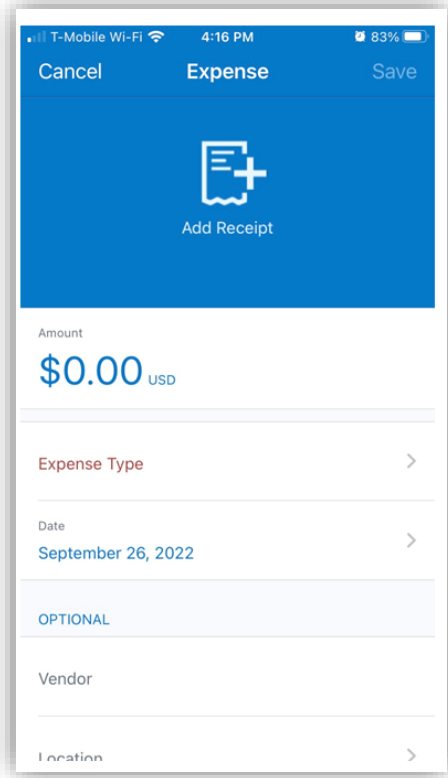 T-Mobile Wi-Fi 4:16 PM 83%
Cancel Expense Save
Add Receipt
Amount
$0.00 USD
Expense Type
Date
September 26, 2022
OPTIONAL
Vendor
Location